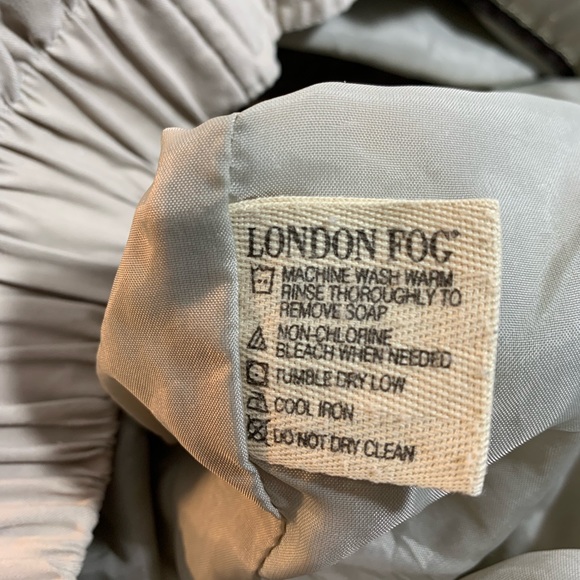 LONDON FOG®
MACHINE WASH WARM
RINSE THOROUGHLY TO
REMOVE SOAP
NON-CHLORINE
BLEACH WHEN NEEDED
TUMBLE DRY LOW
COOL IRON
DO NOT DRY CLEAN